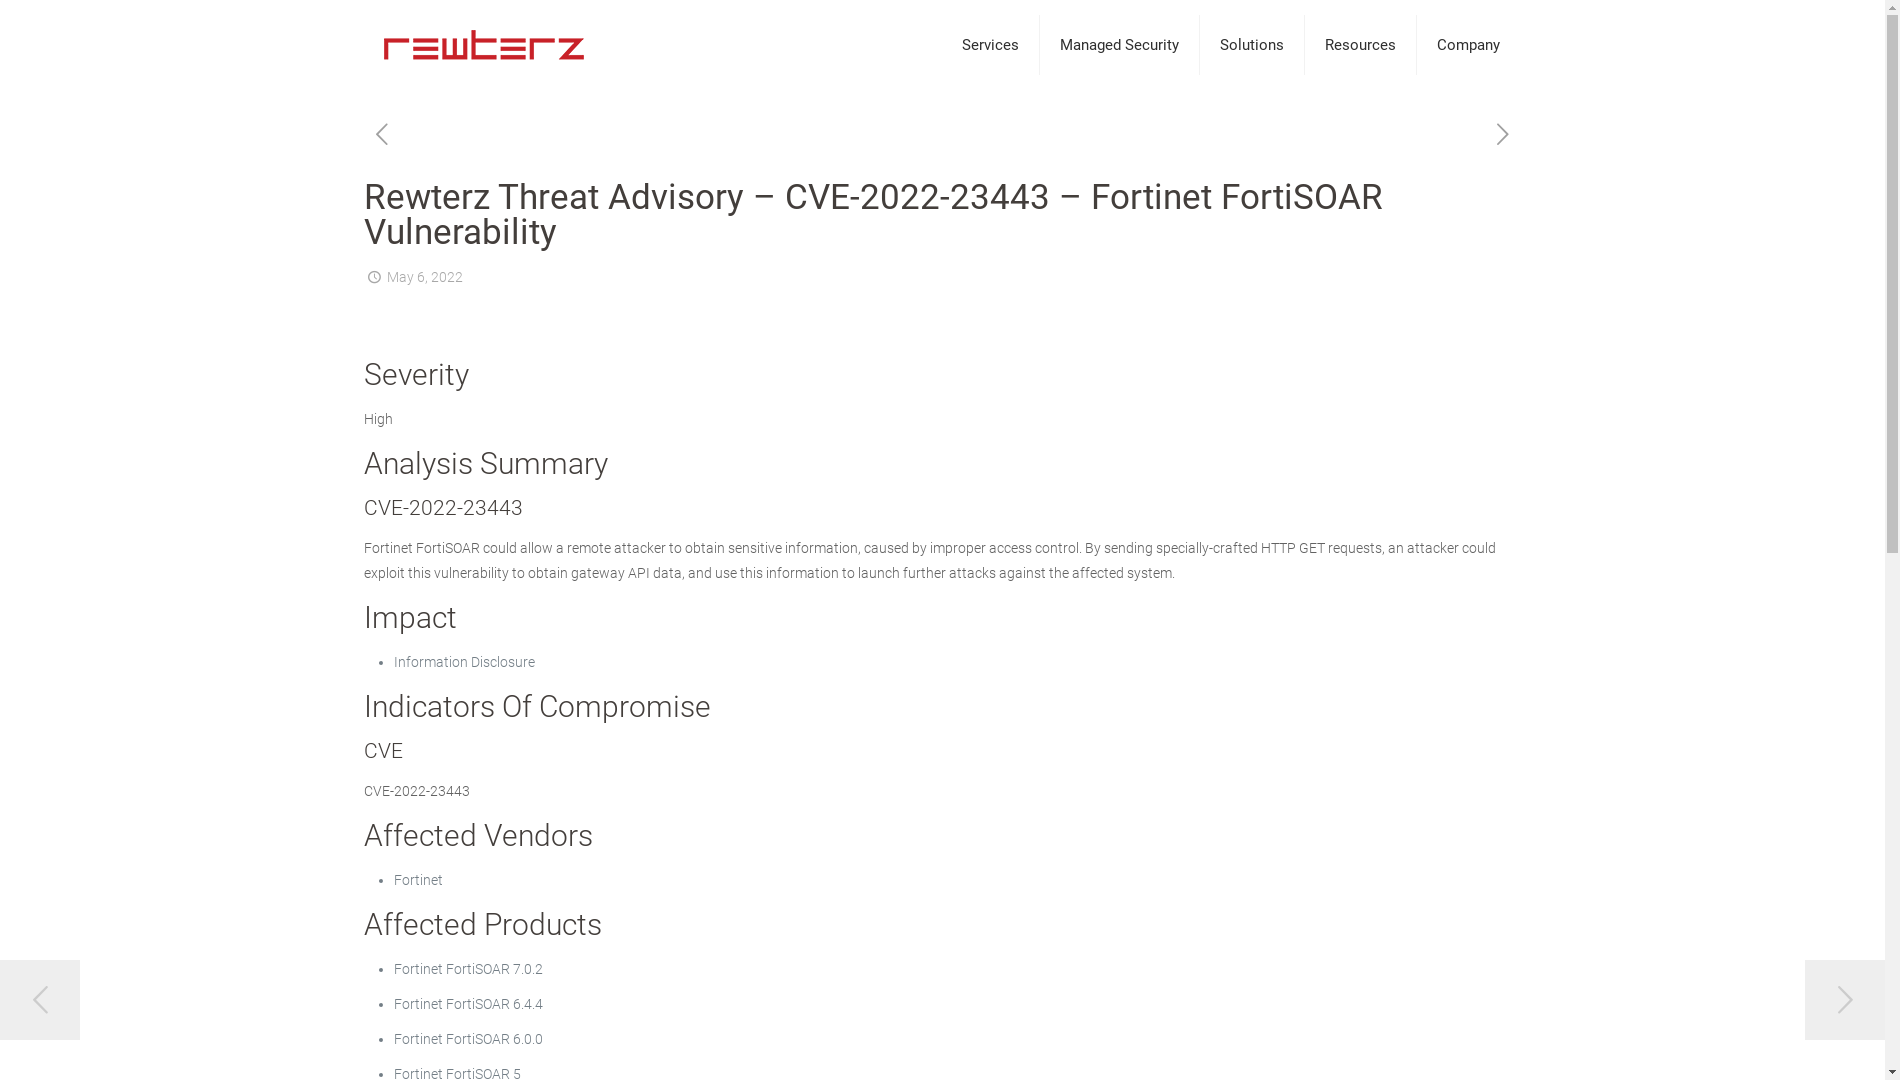 rewterz
Services
Managed Security
Solutions
Resources
Company
Rewterz Threat Advisory – CVE-2022-23443 – Fortinet FortiSOAR
Vulnerability
May 6, 2022
Severity
High
Analysis Summary
CVE-2022-23443
Fortinet FortiSOAR could allow a remote attacker to obtain sensitive information, caused by improper access control. By sending specially-crafted HTTP GET requests, an attacker could
exploit this vulnerability to obtain gateway API data, and use this information to launch further attacks against the affected system.
Impact
Information Disclosure
Indicators Of Compromise
CVE
CVE-2022-23443
Affected Vendors
Fortinet
Affected Products
Fortinet FortiSOAR 7.0.2
Fortinet FortiSOAR 6.4.4
Fortinet FortiSOAR 6.0.0
Fortinet FortiSOAR 5